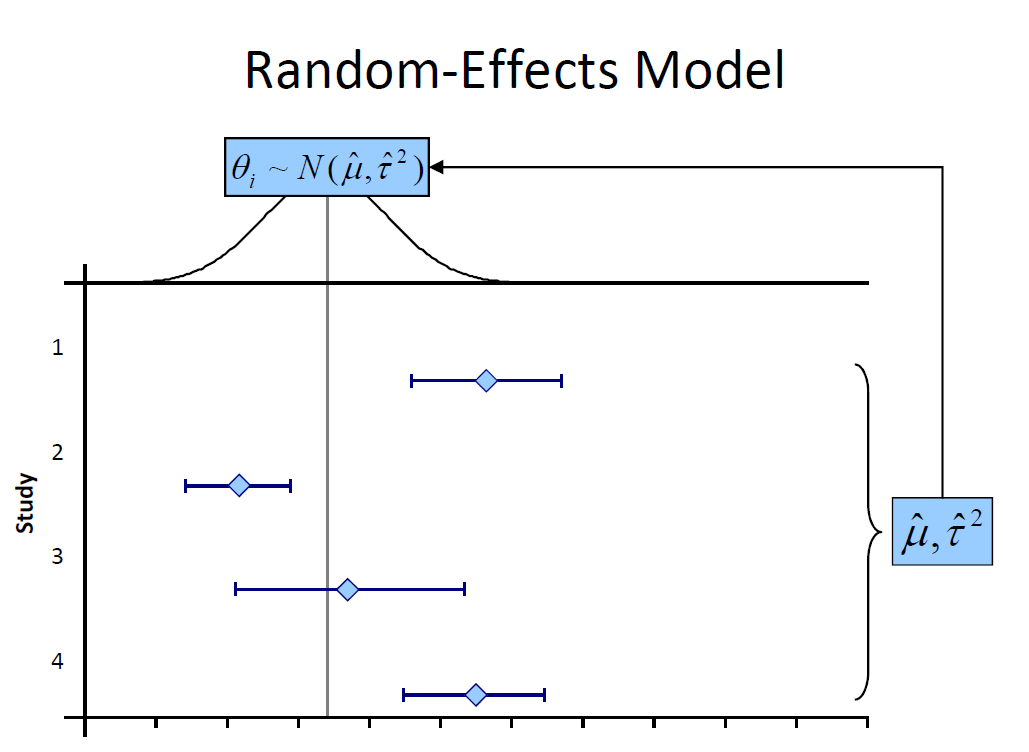 Random-Effects Model
θᵢ ~ N(μ̂, τ̂²)
1
2
Study
3
μ̂, τ̂²
4